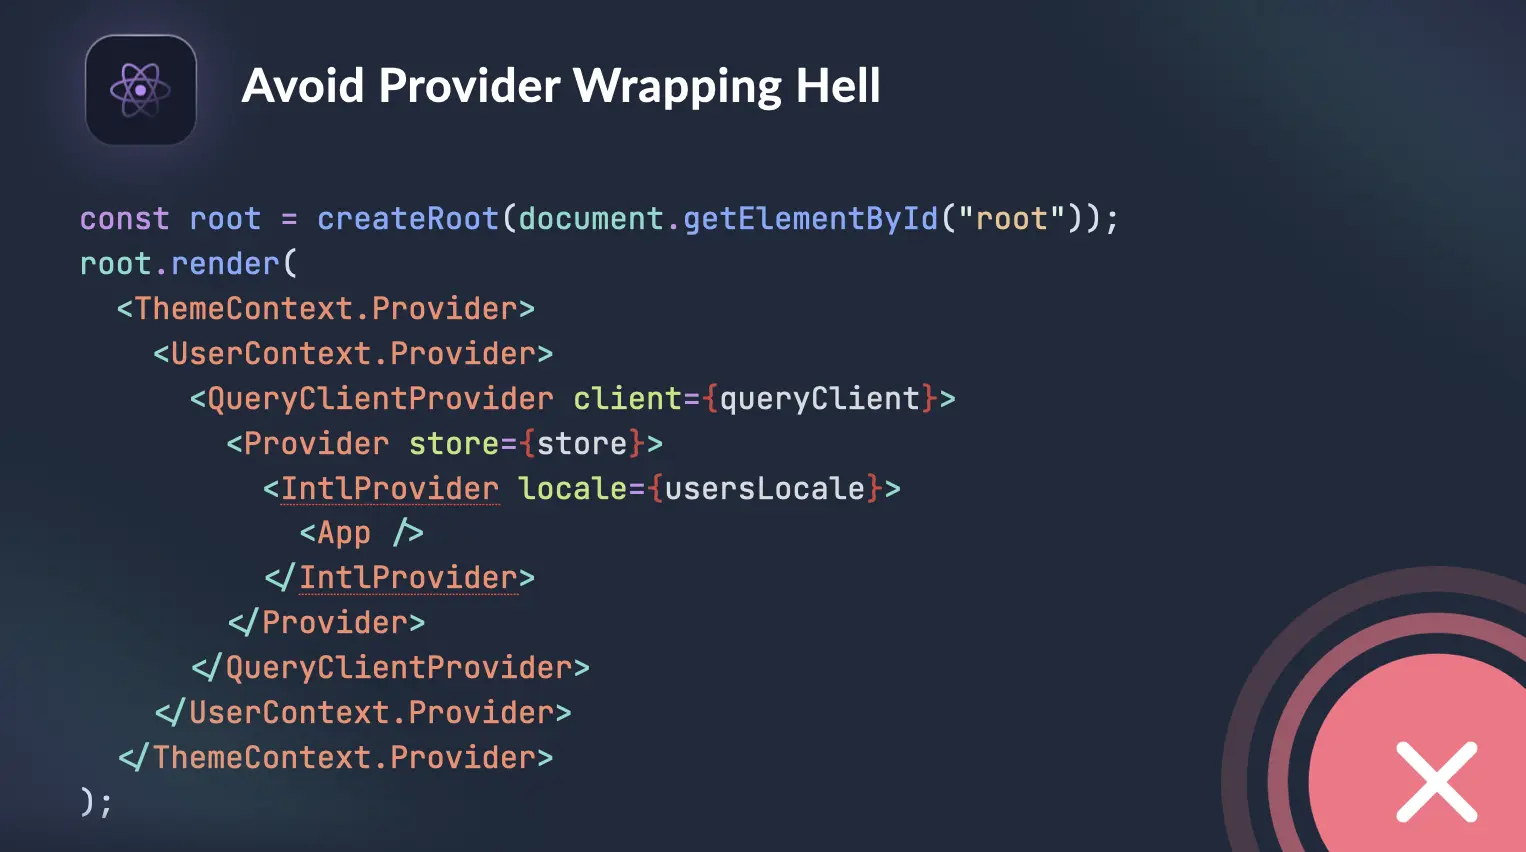 Avoid Provider Wrapping Hell
const root = createRoot(document.getElementById("root"));
root.render(
  <ThemeContext.Provider>
    <UserContext.Provider>
      <QueryClientProvider client={queryClient}>
        <Provider store={store}>
          <IntlProvider locale={usersLocale}>
            <App />
          </IntlProvider>
        </Provider>
      </QueryClientProvider>
    </UserContext.Provider>
  </ThemeContext.Provider>
);